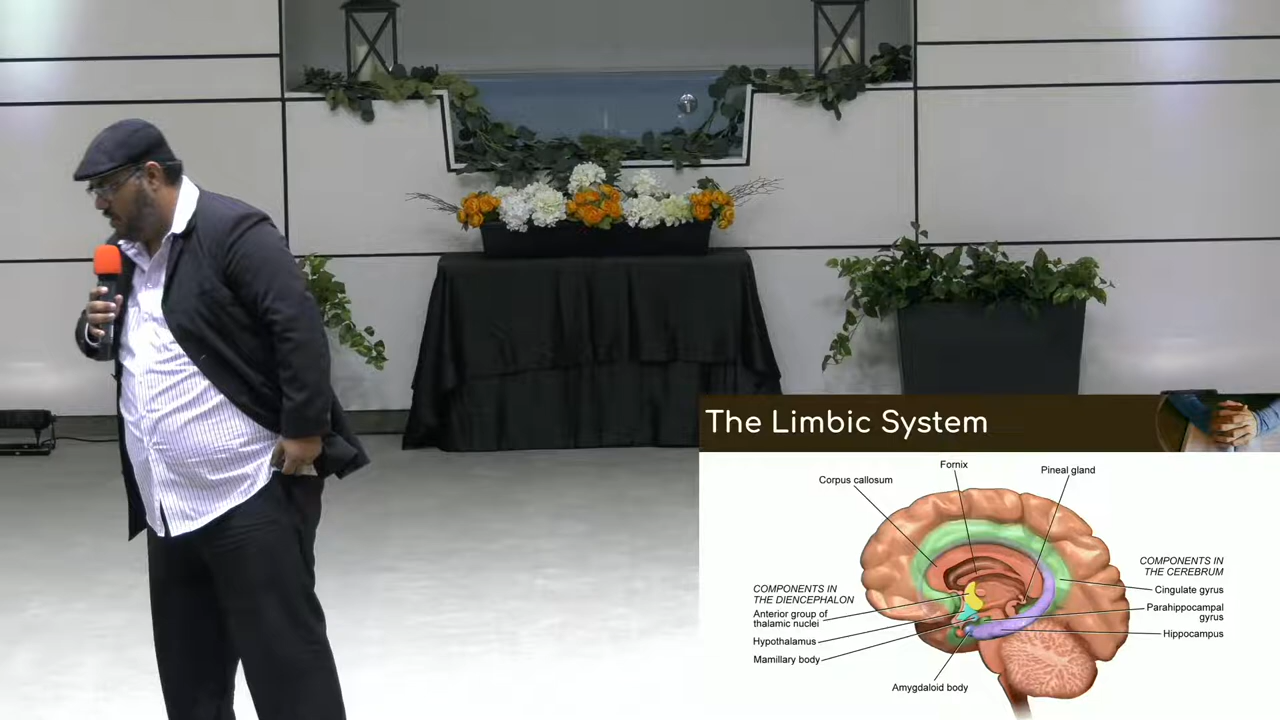 The Limbic System
Fornix
Pineal gland
Corpus callosum
COMPONENTS IN
THE CEREBRUM
Cingulate gyrus
Parahippocampal
gyrus
Hippocampus
COMPONENTS IN
THE DIENCEPHALON
Anterior group of
thalamic nuclei
Hypothalamus
Mamillary body
Amygdaloid body